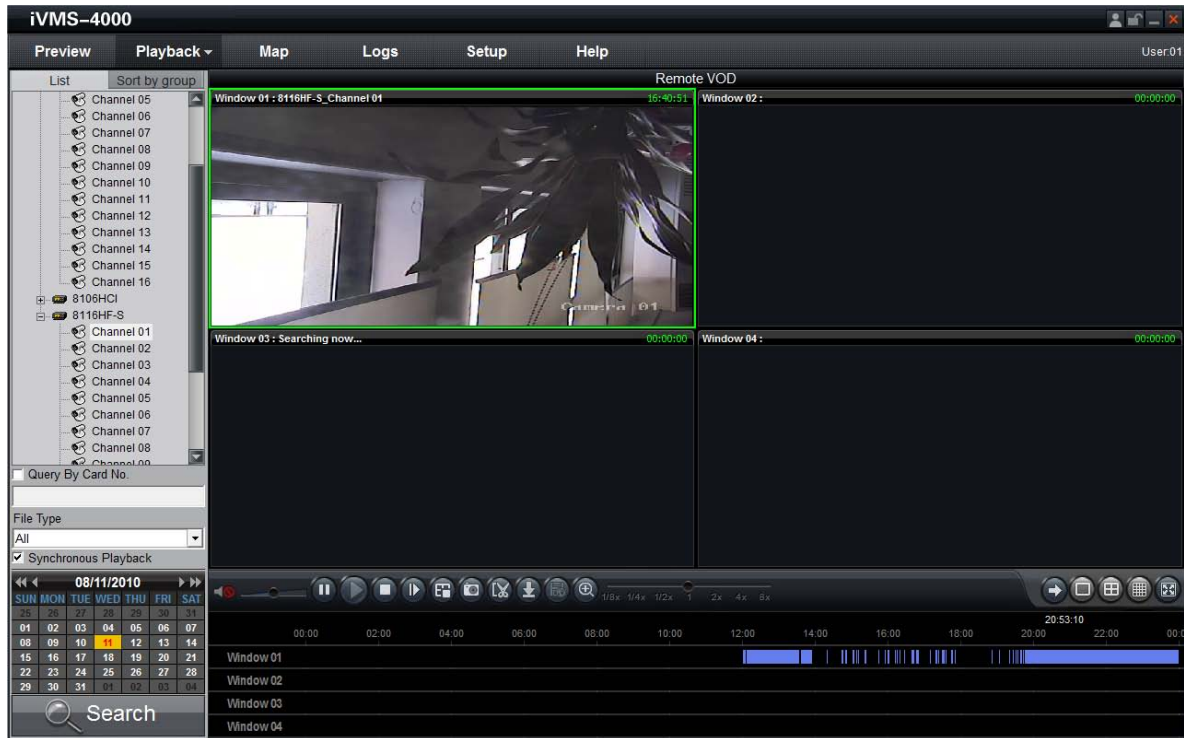 iVMS-4000
Preview Playback Map Logs Setup Help User:01
List Sort by group
Remote VOD
Channel 05
Channel 06
Channel 07
Channel 08
Channel 09
Channel 10
Channel 11
Channel 12
Channel 13
Channel 14
Channel 15
Channel 16
8106HCI
8116HF-S
Channel 01
Channel 02
Channel 03
Channel 04
Channel 05
Channel 06
Channel 07
Channel 08
Channel 09
Query By Card No.
File Type
All
Synchronous Playback
08/11/2010
SUN MON TUE WED THU FRI SAT
25 26 27 28 29 30 31
01 02 03 04 05 06 07
08 09 10 11 12 13 14
15 16 17 18 19 20 21
22 23 24 25 26 27 28
29 30 31 01 02 03 04
Search
Window 01 : 8116HF-S_Channel 01 16:40:51
Camera 01
Window 02 : 00:00:00
Window 03 : Searching now... 00:00:00
Window 04 : 00:00:00
1/8x 1/4x 1/2x 1 2x 4x 8x
20:53:10
00:00 02:00 04:00 06:00 08:00 10:00 12:00 14:00 16:00 18:00 20:00 22:00 00:0
Window 01
Window 02
Window 03
Window 04